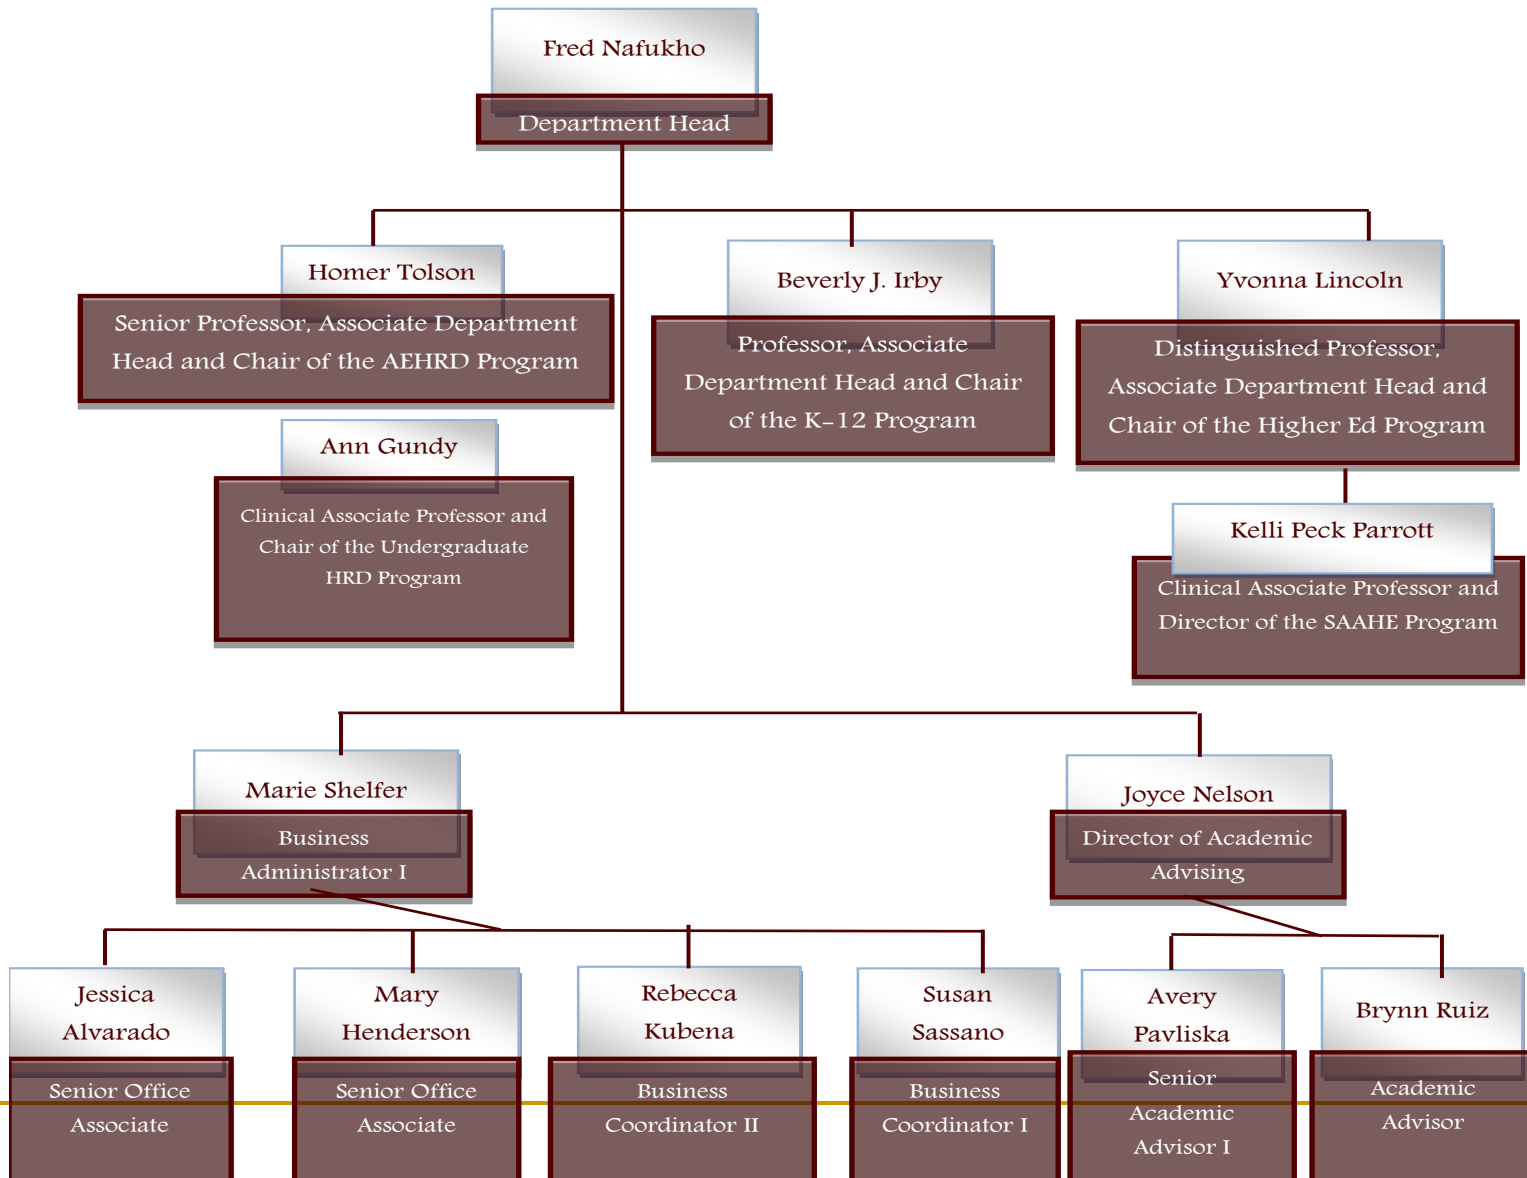 Fred Nafukho
Department Head
Homer Tolson
Senior Professor, Associate Department
Head and Chair of the AEHRD Program
Beverly J. Irby
Professor, Associate
Department Head and Chair
of the K-12 Program
Yvonna Lincoln
Distinguished Professor,
Associate Department Head and
Chair of the Higher Ed Program
Ann Gundy
Clinical Associate Professor and
Chair of the Undergraduate
HRD Program
Kelli Peck Parrott
Clinical Associate Professor and
Director of the SAAHE Program
Marie Shelfer
Business
Administrator I
Joyce Nelson
Director of Academic
Advising
Jessica
Alvarado
Senior Office
Associate
Mary
Henderson
Senior Office
Associate
Rebecca
Kubena
Business
Coordinator II
Susan
Sassano
Business
Coordinator I
Avery
Pavliska
Senior
Academic
Advisor I
Brynn Ruiz
Academic
Advisor